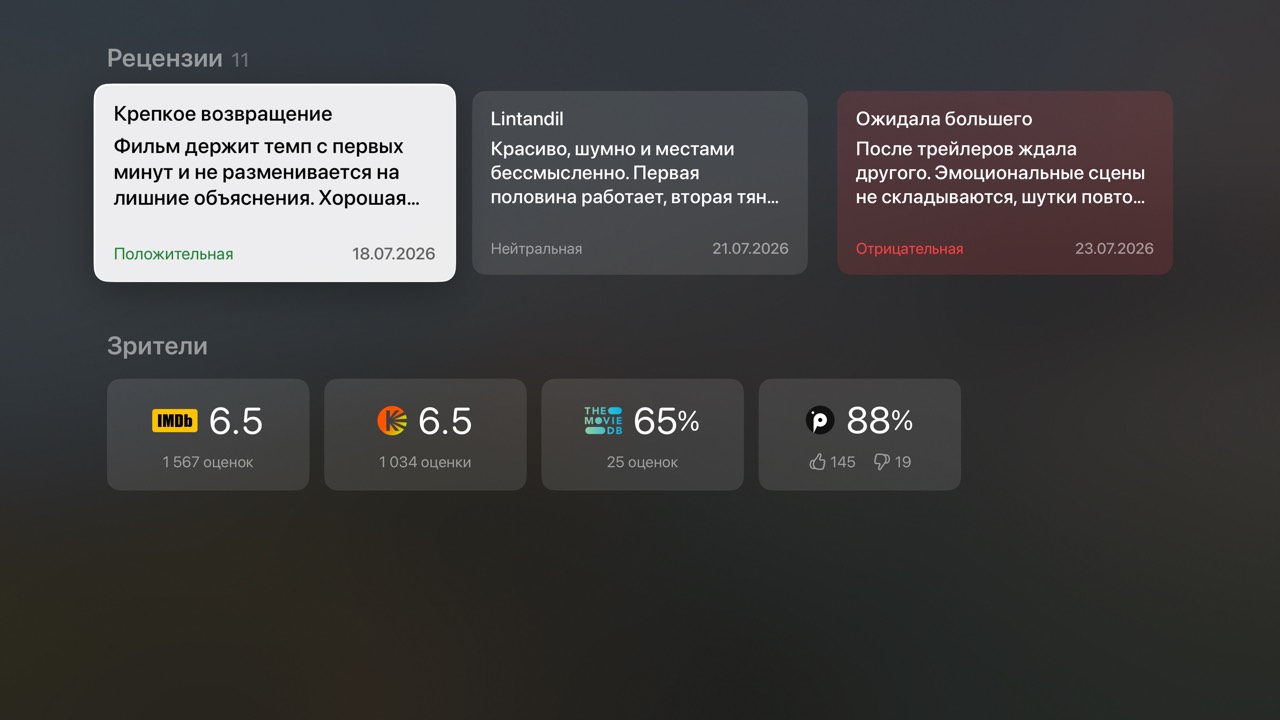 Рецензии 11
Крепкое возвращение
Фильм держит темп с первых
минут и не разменивается на
лишние объяснения. Хорошая...
Положительная 18.07.2026
Lintandil
Красиво, шумно и местами
бессмысленно. Первая
половина работает, вторая тян...
Нейтральная 21.07.2026
Ожидала большего
После трейлеров ждала
другого. Эмоциональные сцены
не складываются, шутки повто...
Отрицательная 23.07.2026
Зрители
IMDb 6.5
1 567 оценок
6.5
1 034 оценки
THE
MOVIE
DB
65%
25 оценок
88%
145 19